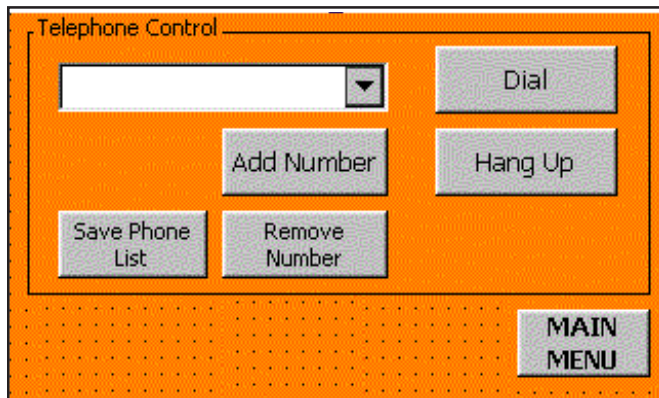 Telephone Control
Dial
Add Number
Hang Up
Save Phone
List
Remove
Number
MAIN
MENU